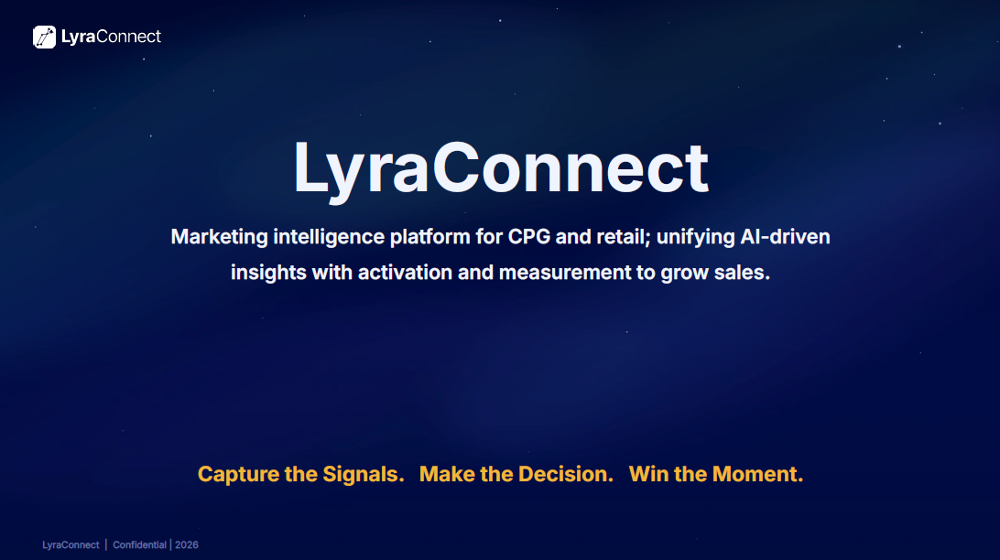 LyraConnect
LyraConnect
Marketing intelligence platform for CPG and retail; unifying AI-driven
insights with activation and measurement to grow sales.
Capture the Signals. Make the Decision. Win the Moment.
LyraConnect | Confidential | 2026